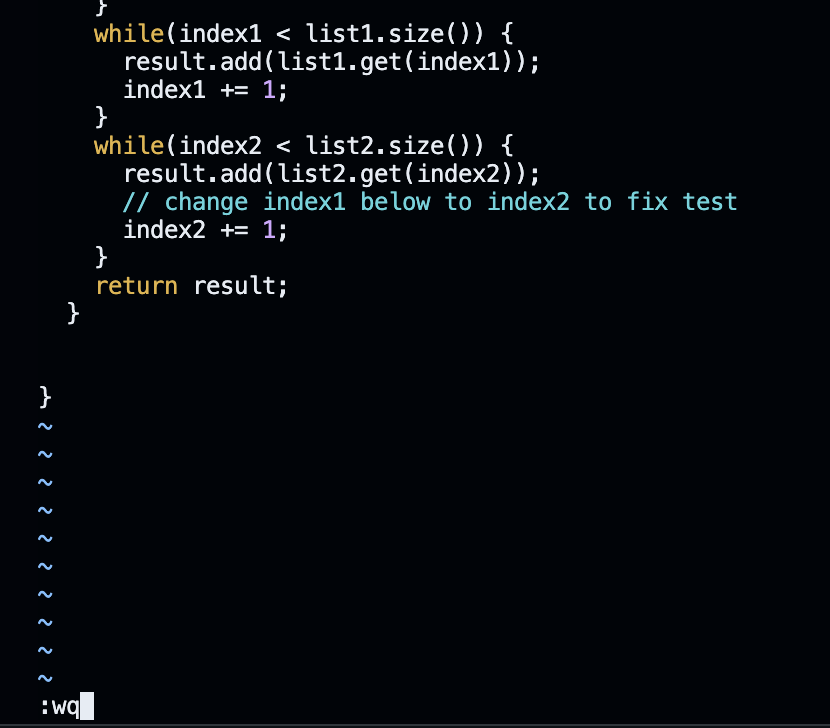 }
    while(index1 < list1.size()) {
      result.add(list1.get(index1));
      index1 += 1;
    }
    while(index2 < list2.size()) {
      result.add(list2.get(index2));
      // change index1 below to index2 to fix test
      index2 += 1;
    }
    return result;
  }


}
~
~
~
~
~
~
~
~
~
~
:wq